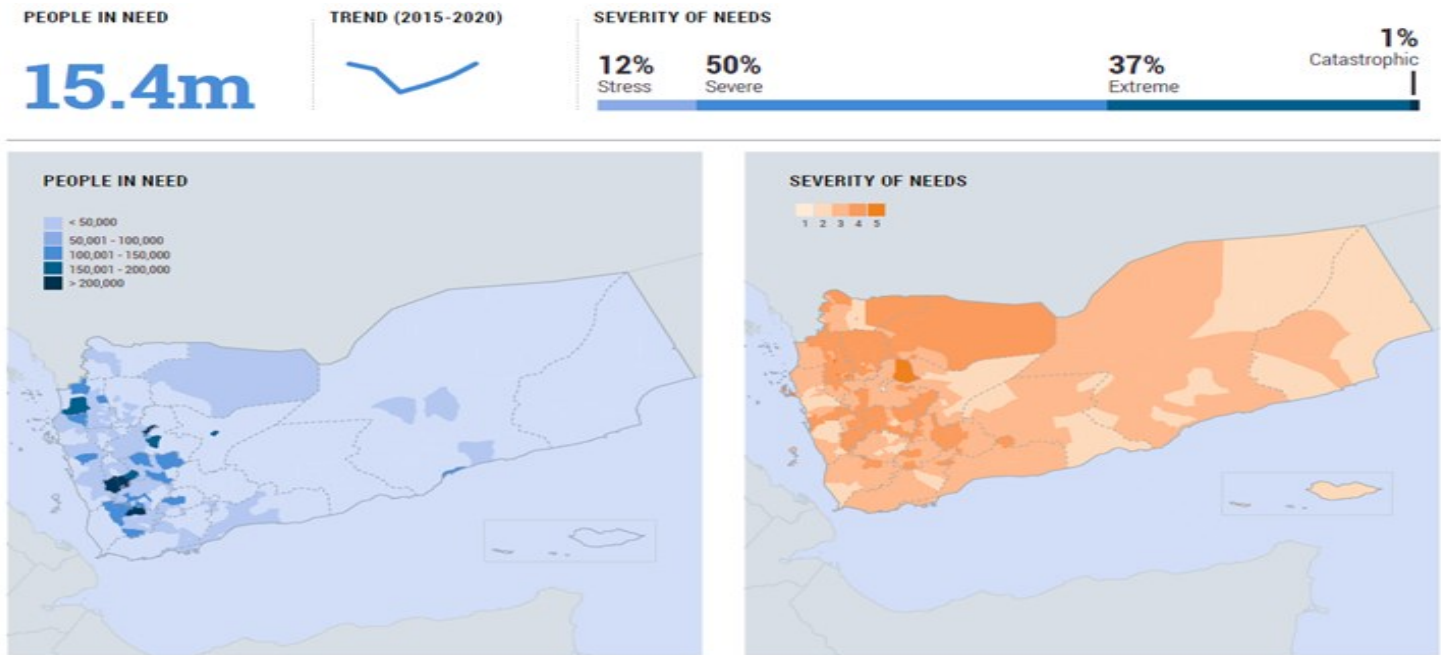 PEOPLE IN NEED
15.4m
TREND (2015-2020)
SEVERITY OF NEEDS
12%
Stress
50%
Severe
37%
Extreme
1%
Catastrophic
PEOPLE IN NEED
< 50,000
50,001 - 100,000
100,001 - 150,000
150,001 - 200,000
> 200,000
SEVERITY OF NEEDS
1 2 3 4 5